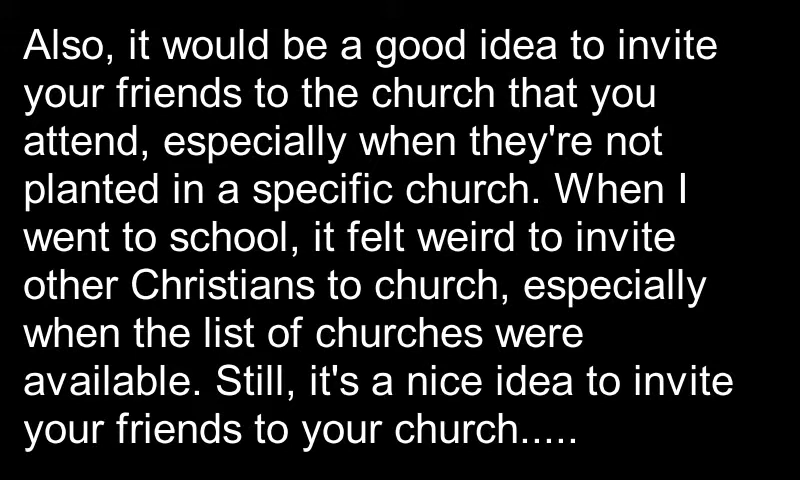 Also, it would be a good idea to invite
your friends to the church that you
attend, especially when they're not
planted in a specific church. When I
went to school, it felt weird to invite
other Christians to church, especially
when the list of churches were
available. Still, it's a nice idea to invite
your friends to your church.....